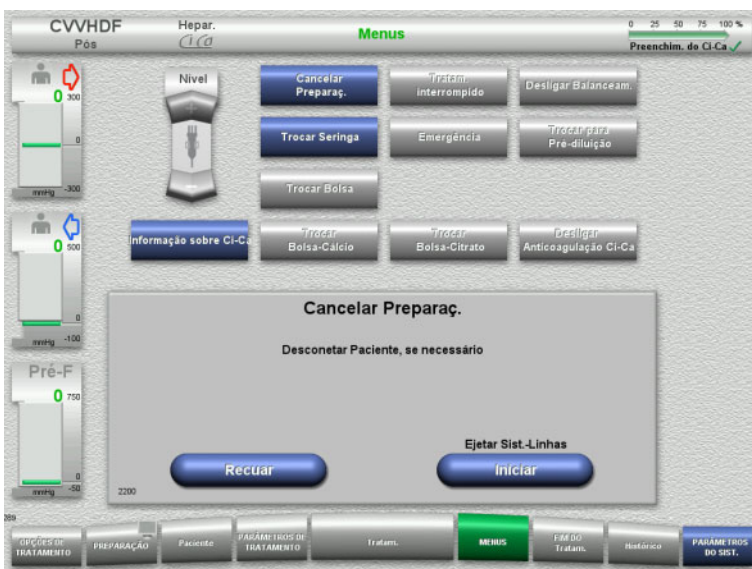 CVVHDF
Pós
Hepar.
Ci Ca
Menus
0 25 50 75 100 %
Preenchim. do Ci-Ca
0
300
0
mmHg -300
0
500
0
mmHg -100
Pré-F
0
750
0
mmHg -50
Nível
Cancelar
Preparaç.
Tratam.
interrompido
Desligar Balanceam.
Trocar Seringa
Emergência
Trocar para
Pré-diluição
Trocar Bolsa
Informação sobre Ci-Ca
Trocar
Bolsa-Cálcio
Trocar
Bolsa-Citrato
Desligar
Anticoagulação Ci-Ca
Cancelar Preparaç.
Desconetar Paciente, se necessário
Ejetar Sist.-Linhas
Recuar
Iníciar
2200
269
OPÇÕES DE
TRATAMENTO
PREPARAÇÃO
Paciente
PARÂMETROS DE
TRATAMENTO
Tratam.
MENUS
FIM DO
Tratam.
Histórico
PARÂMETROS
DO SIST.